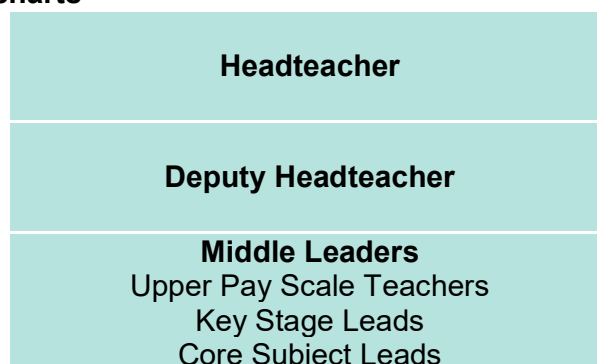 Headteacher
Deputy Headteacher
Middle Leaders
Upper Pay Scale Teachers
Key Stage Leads
Core Subject Leads